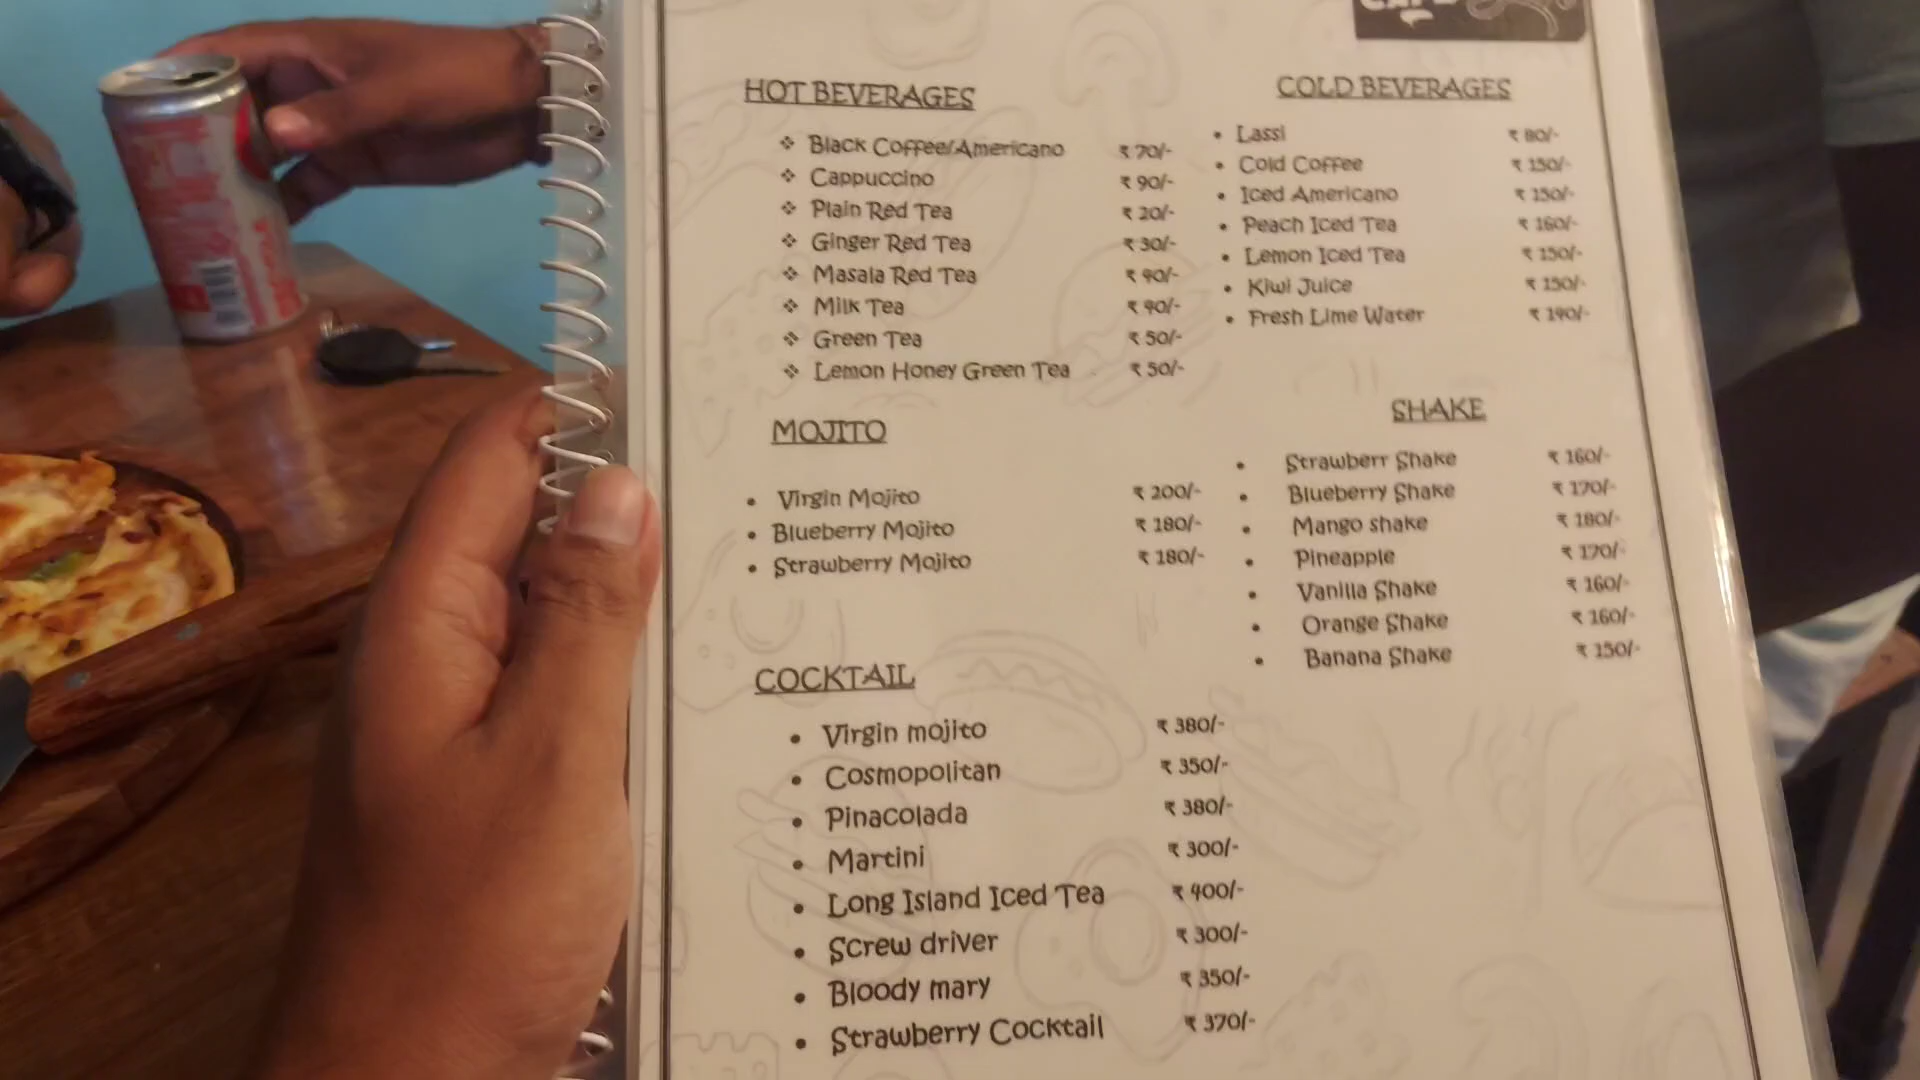 HOT BEVERAGES
Black Coffee/Americano ₹ 70/-
Cappuccino ₹ 90/-
Plain Red Tea ₹ 20/-
Ginger Red Tea ₹ 30/-
Masala Red Tea ₹ 40/-
Milk Tea ₹ 40/-
Green Tea ₹ 50/-
Lemon Honey Green Tea ₹ 50/-
MOJITO
Virgin Mojito ₹ 200/-
Blueberry Mojito ₹ 180/-
Strawberry Mojito ₹ 180/-
COCKTAIL
Virgin mojito ₹ 380/-
Cosmopolitan ₹ 350/-
Pinacolada ₹ 380/-
Martini ₹ 300/-
Long Island Iced Tea ₹ 400/-
Screw driver ₹ 300/-
Bloody mary ₹ 350/-
Strawberry Cocktail ₹ 370/-
COLD BEVERAGES
Lassi ₹ 80/-
Cold Coffee ₹ 150/-
Iced Americano ₹ 150/-
Peach Iced Tea ₹ 160/-
Lemon Iced Tea ₹ 150/-
Kiwi Juice ₹ 150/-
Fresh Lime Water ₹ 140/-
SHAKE
Strawberr Shake ₹ 160/-
Blueberry Shake ₹ 170/-
Mango shake ₹ 180/-
Pineapple ₹ 170/-
Vanilla Shake ₹ 160/-
Orange Shake ₹ 160/-
Banana Shake ₹ 150/-